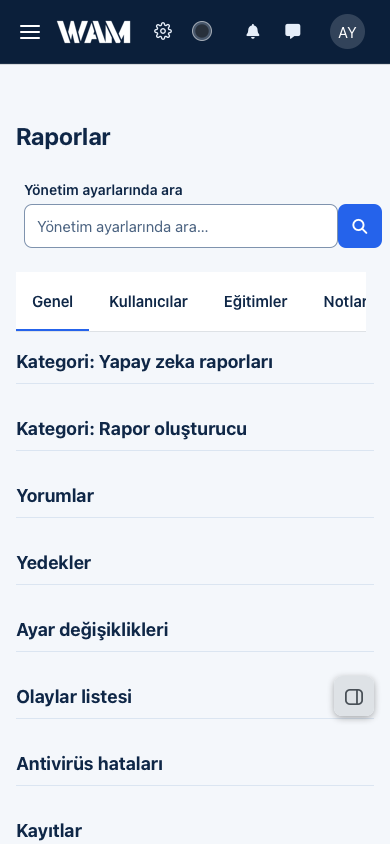 WAM
AY
Raporlar
Yönetim ayarlarında ara
Yönetim ayarlarında ara...
Genel Kullanıcılar Eğitimler Notlar
Kategori: Yapay zeka raporları
Kategori: Rapor oluşturucu
Yorumlar
Yedekler
Ayar değişiklikleri
Olaylar listesi
Antivirüs hataları
Kayıtlar